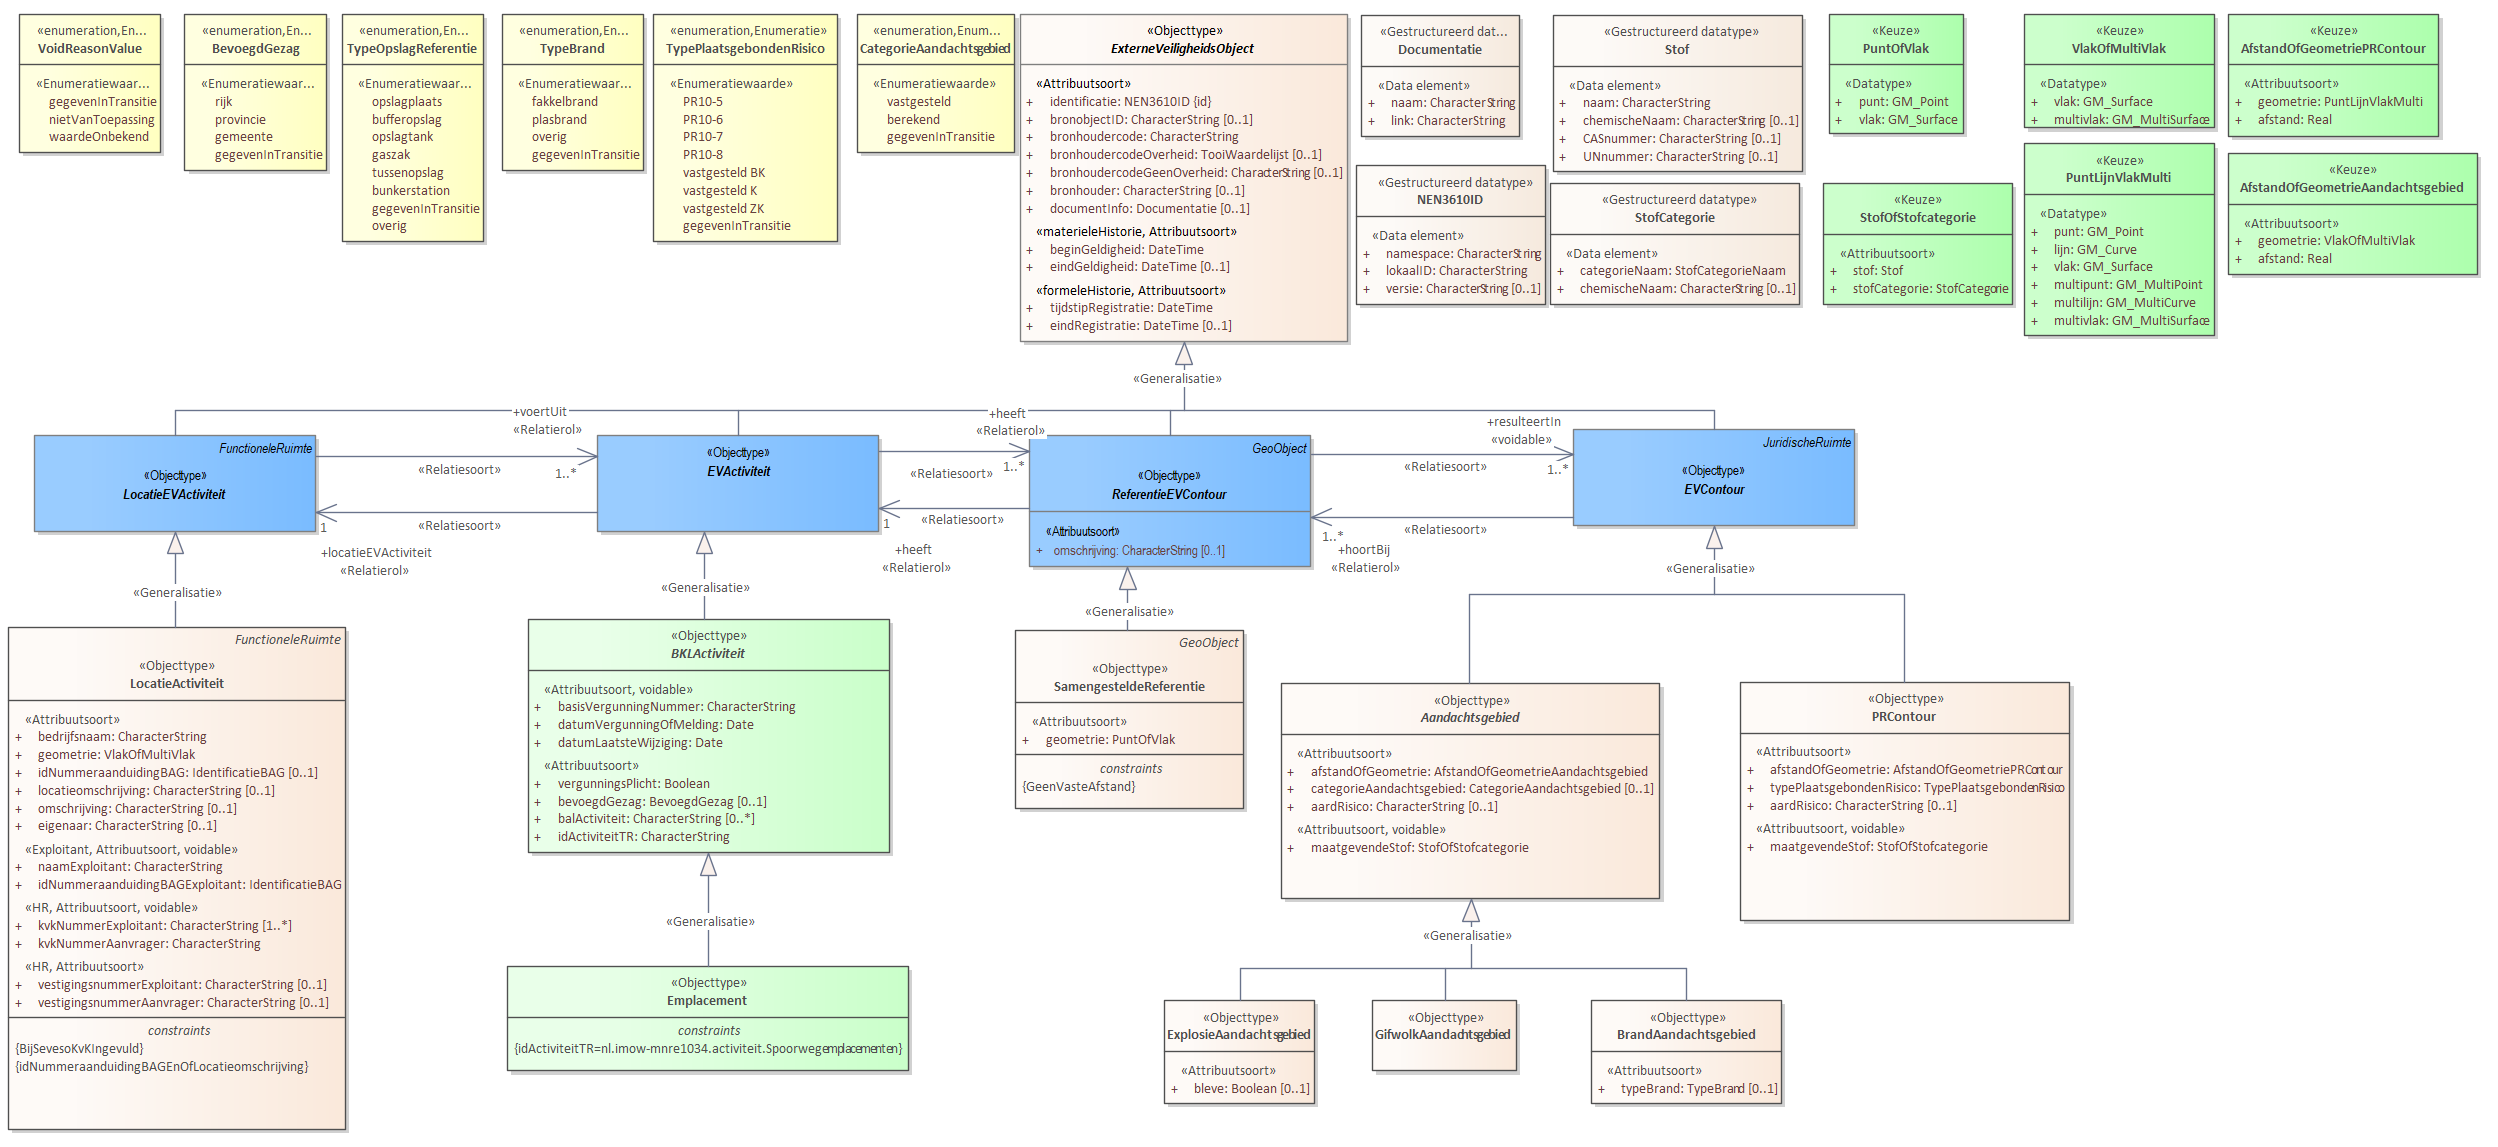 «enumeration,En...
VoidReasonValue
«Enumeratiewaar...
gegevenInTransitie
nietVanToepassing
waardeOnbekend
«enumeration,En...
BevoegdGezag
«Enumeratiewaar...
rijk
provincie
gemeente
gegevenInTransitie
«enumeration,En...
TypeOpslagReferentie
«Enumeratiewaar...
opslagplaats
bufferopslag
opslagtank
gaszak
tussenopslag
bunkerstation
gegevenInTransitie
overig
«enumeration,En...
TypeBrand
«Enumeratiewaar...
fakkelbrand
plasbrand
overig
gegevenInTransitie
«enumeration,Enumeratie»
TypePlaatsgebondenRisico
«Enumeratiewaarde»
PR10-5
PR10-6
PR10-7
PR10-8
vastgesteld BK
vastgesteld K
vastgesteld ZK
gegevenInTransitie
«enumeration,Enum...
CategorieAandachtsgebied
«Enumeratiewaarde»
vastgesteld
berekend
gegevenInTransitie
«Objecttype»
ExterneVeiligheidsObject
«Attribuutsoort»
+ identificatie: NEN3610ID {id}
+ bronobjectID: CharacterString [0..1]
+ bronhoudercode: CharacterString
+ bronhoudercodeOverheid: TooiWaardelijst [0..1]
+ bronhoudercodeGeenOverheid: CharacterString [0..1]
+ bronhouder: CharacterString [0..1]
+ documentInfo: Documentatie [0..1]
«materieleHistorie, Attribuutsoort»
+ beginGeldigheid: DateTime
+ eindGeldigheid: DateTime [0..1]
«formeleHistorie, Attribuutsoort»
+ tijdstipRegistratie: DateTime
+ eindRegistratie: DateTime [0..1]
«Gestructureerd dat...
Documentatie
«Data element»
+ naam: CharacterString
+ link: CharacterString
«Gestructureerd datatype»
NEN3610ID
«Data element»
+ namespace: CharacterString
+ lokaalID: CharacterString
+ versie: CharacterString [0..1]
«Gestructureerd datatype»
Stof
«Data element»
+ naam: CharacterString
+ chemischeNaam: CharacterString [0..1]
+ CASnummer: CharacterString [0..1]
+ UNnummer: CharacterString [0..1]
«Gestructureerd datatype»
StofCategorie
«Data element»
+ categorieNaam: StofCategorieNaam
+ chemischeNaam: CharacterString [0..1]
«Keuze»
PuntOfVlak
«Datatype»
+ punt: GM_Point
+ vlak: GM_Surface
«Keuze»
StofOfStofcategorie
«Attribuutsoort»
+ stof: Stof
+ stofCategorie: StofCategorie
«Keuze»
VlakOfMultiVlak
«Datatype»
+ vlak: GM_Surface
+ multivlak: GM_MultiSurface
«Keuze»
PuntLijnVlakMulti
«Datatype»
+ punt: GM_Point
+ lijn: GM_Curve
+ vlak: GM_Surface
+ multipunt: GM_MultiPoint
+ multilijn: GM_MultiCurve
+ multivlak: GM_MultiSurface
«Keuze»
AfstandOfGeometriePRContour
«Attribuutsoort»
+ geometrie: PuntLijnVlakMulti
+ afstand: Real
«Keuze»
AfstandOfGeometrieAandachtsgebied
«Attribuutsoort»
+ geometrie: VlakOfMultiVlak
+ afstand: Real
«Generalisatie»
+voertUit
«Relatierol»
+heeft
«Relatierol»
+resulteertIn
«voidable»
FunctioneleRuimte
«Objecttype»
LocatieEVActiviteit
«Relatiesoort»
1..*
«Relatiesoort»
1
+locatieEVActiviteit
«Relatierol»
«Objecttype»
EVActiviteit
«Relatiesoort»
1..*
«Relatiesoort»
1
+heeft
«Relatierol»
GeoObject
«Objecttype»
ReferentieEVContour
«Attribuutsoort»
+ omschrijving: CharacterString [0..1]
«Relatiesoort»
1..*
«Relatiesoort»
1..*
+hoortBij
«Relatierol»
JuridischeRuimte
«Objecttype»
EVContour
«Generalisatie»
«Generalisatie»
«Generalisatie»
«Generalisatie»
FunctioneleRuimte
«Objecttype»
LocatieActiviteit
«Attribuutsoort»
+ bedrijfsnaam: CharacterString
+ geometrie: VlakOfMultiVlak
+ idNummeraanduidingBAG: IdentificatieBAG [0..1]
+ locatieomschrijving: CharacterString [0..1]
+ omschrijving: CharacterString [0..1]
+ eigenaar: CharacterString [0..1]
«Exploitant, Attribuutsoort, voidable»
+ naamExploitant: CharacterString
+ idNummeraanduidingBAGExploitant: IdentificatieBAG
«HR, Attribuutsoort, voidable»
+ kvkNummerExploitant: CharacterString [1..*]
+ kvkNummerAanvrager: CharacterString
«HR, Attribuutsoort»
+ vestigingsnummerExploitant: CharacterString [0..1]
+ vestigingsnummerAanvrager: CharacterString [0..1]
constraints
{BijSevesoKvKIngevuld}
{idNummeraanduidingBAGEnOfLocatieomschrijving}
«Objecttype»
BKLActiviteit
«Attribuutsoort, voidable»
+ basisVergunningNummer: CharacterString
+ datumVergunningOfMelding: Date
+ datumLaatsteWijziging: Date
«Attribuutsoort»
+ vergunningsPlicht: Boolean
+ bevoegdGezag: BevoegdGezag [0..1]
+ balActiviteit: CharacterString [0..*]
+ idActiviteitTR: CharacterString
«Generalisatie»
«Objecttype»
Emplacement
constraints
{idActiviteitTR=nl.imow-mnre1034.activiteit.Spoorwegemplacementen}
GeoObject
«Objecttype»
SamengesteldeReferentie
«Attribuutsoort»
+ geometrie: PuntOfVlak
constraints
{GeenVasteAfstand}
«Objecttype»
Aandachtsgebied
«Attribuutsoort»
+ afstandOfGeometrie: AfstandOfGeometrieAandachtsgebied
+ categorieAandachtsgebied: CategorieAandachtsgebied [0..1]
+ aardRisico: CharacterString [0..1]
«Attribuutsoort, voidable»
+ maatgevendeStof: StofOfStofcategorie
«Objecttype»
PRContour
«Attribuutsoort»
+ afstandOfGeometrie: AfstandOfGeometriePRContour
+ typePlaatsgebondenRisico: TypePlaatsgebondenRisico
+ aardRisico: CharacterString [0..1]
«Attribuutsoort, voidable»
+ maatgevendeStof: StofOfStofcategorie
«Generalisatie»
«Objecttype»
ExplosieAandachtsgebied
«Attribuutsoort»
+ bleve: Boolean [0..1]
«Objecttype»
GifwolkAandachtsgebied
«Objecttype»
BrandAandachtsgebied
«Attribuutsoort»
+ typeBrand: TypeBrand [0..1]